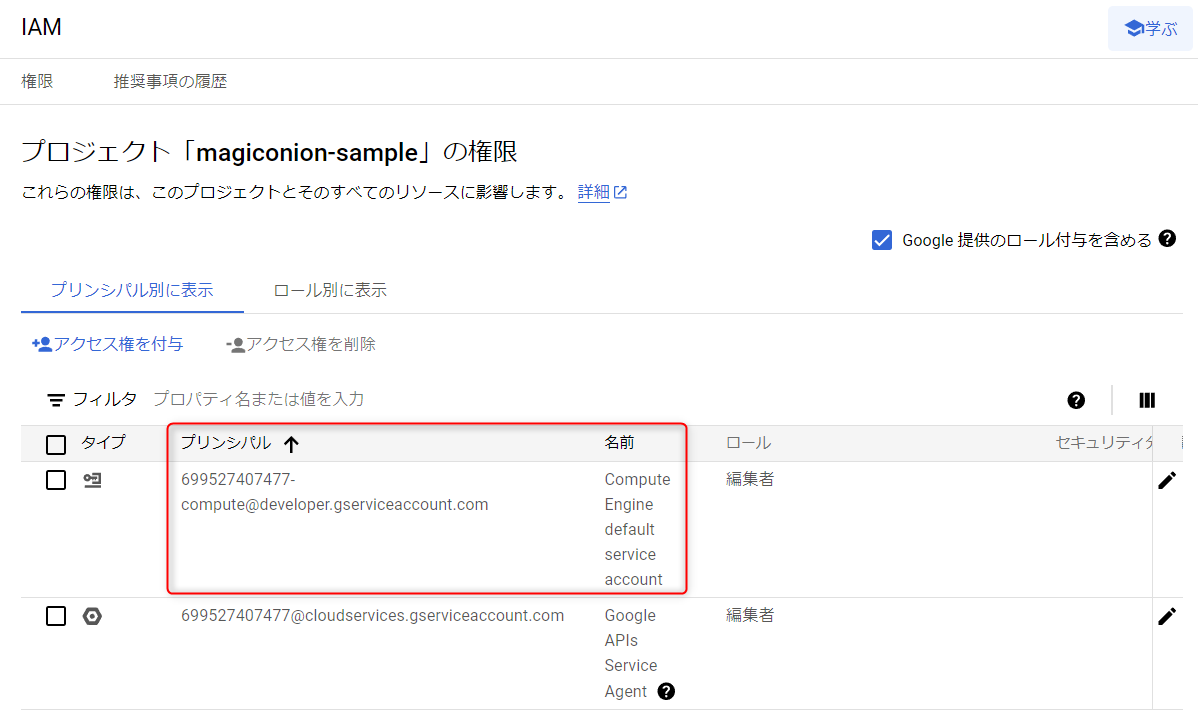 IAM
学ぶ
権限 推奨事項の履歴
プロジェクト「magiconion-sample」の権限
これらの権限は、このプロジェクトとそのすべてのリソースに影響します。 詳細
Google 提供のロール付与を含める
プリンシパル別に表示 ロール別に表示
アクセス権を付与 アクセス権を削除
フィルタ プロパティ名または値を入力
タイプ プリンシパル 名前 ロール セキュリティ分
699527407477-
compute@developer.gserviceaccount.com
Compute
Engine
default
service
account
編集者
699527407477@cloudservices.gserviceaccount.com
Google
APIs
Service
Agent
編集者